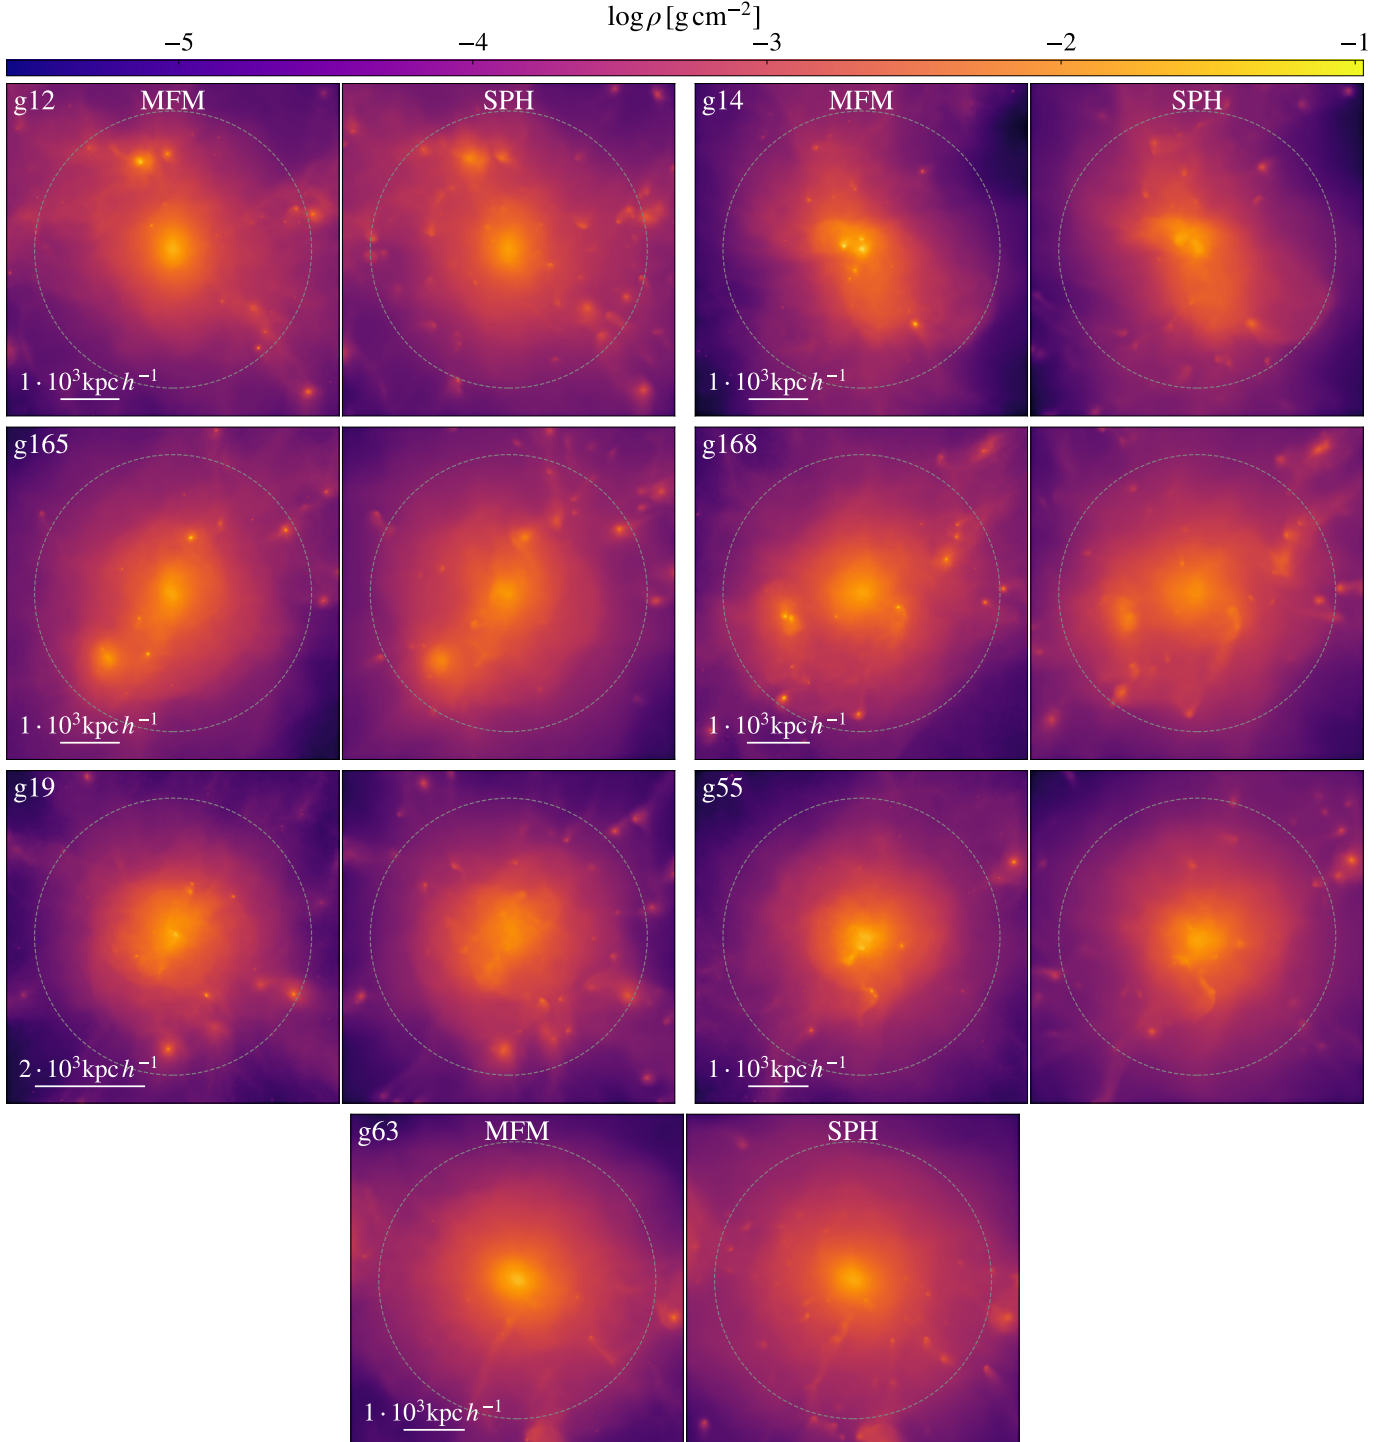 log ρ [g cm⁻²]
−5 −4 −3 −2 −1
g12 MFM SPH g14 MFM SPH
1 · 10³kpc h⁻¹ 1 · 10³kpc h⁻¹
g165 g168
1 · 10³kpc h⁻¹ 1 · 10³kpc h⁻¹
g19 g55
2 · 10³kpc h⁻¹ 1 · 10³kpc h⁻¹
g63 MFM SPH
1 · 10³kpc h⁻¹